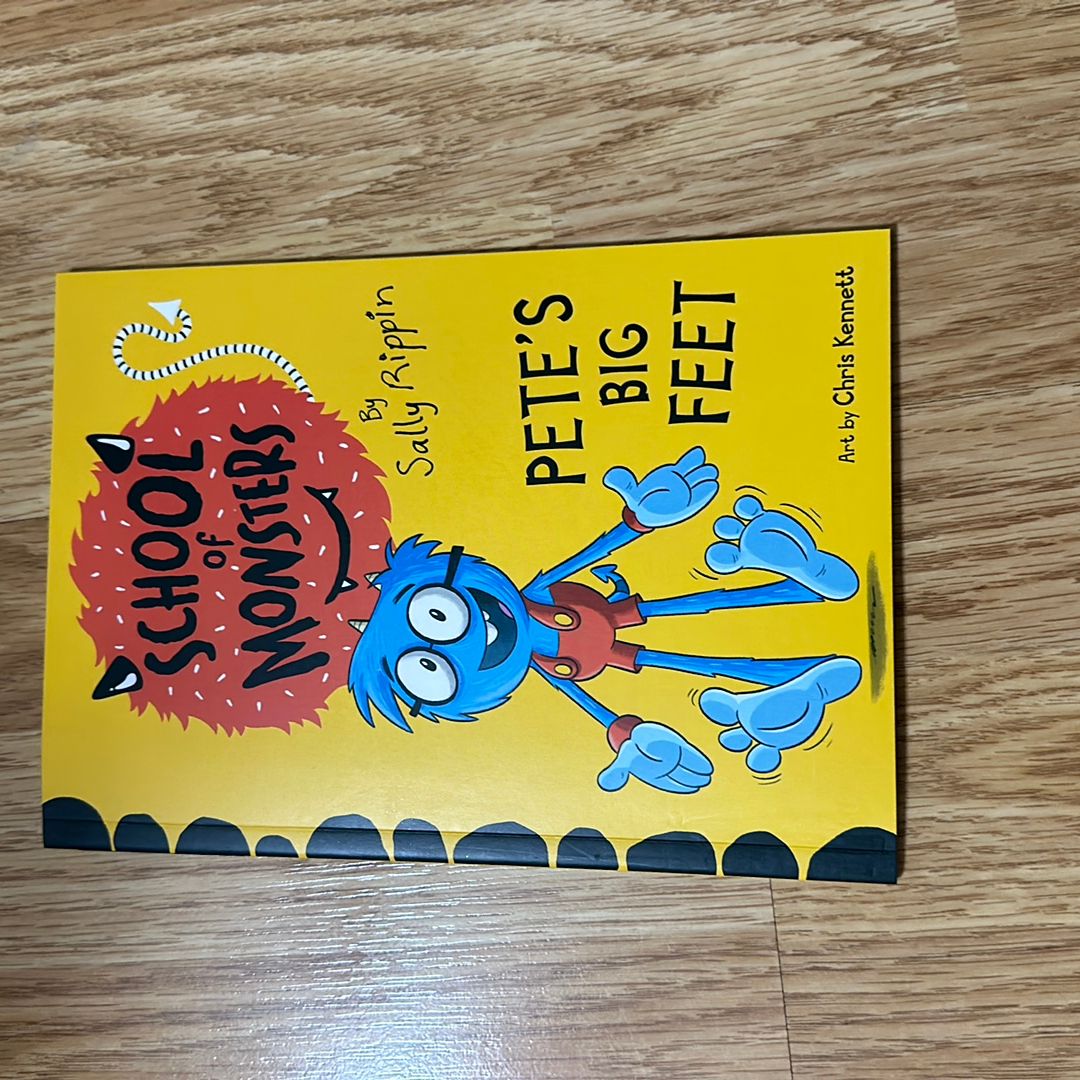 SCHOOL
OF
MONSTERS
By
Sally Rippin
PETE'S
BIG
FEET
Art by Chris Kennett